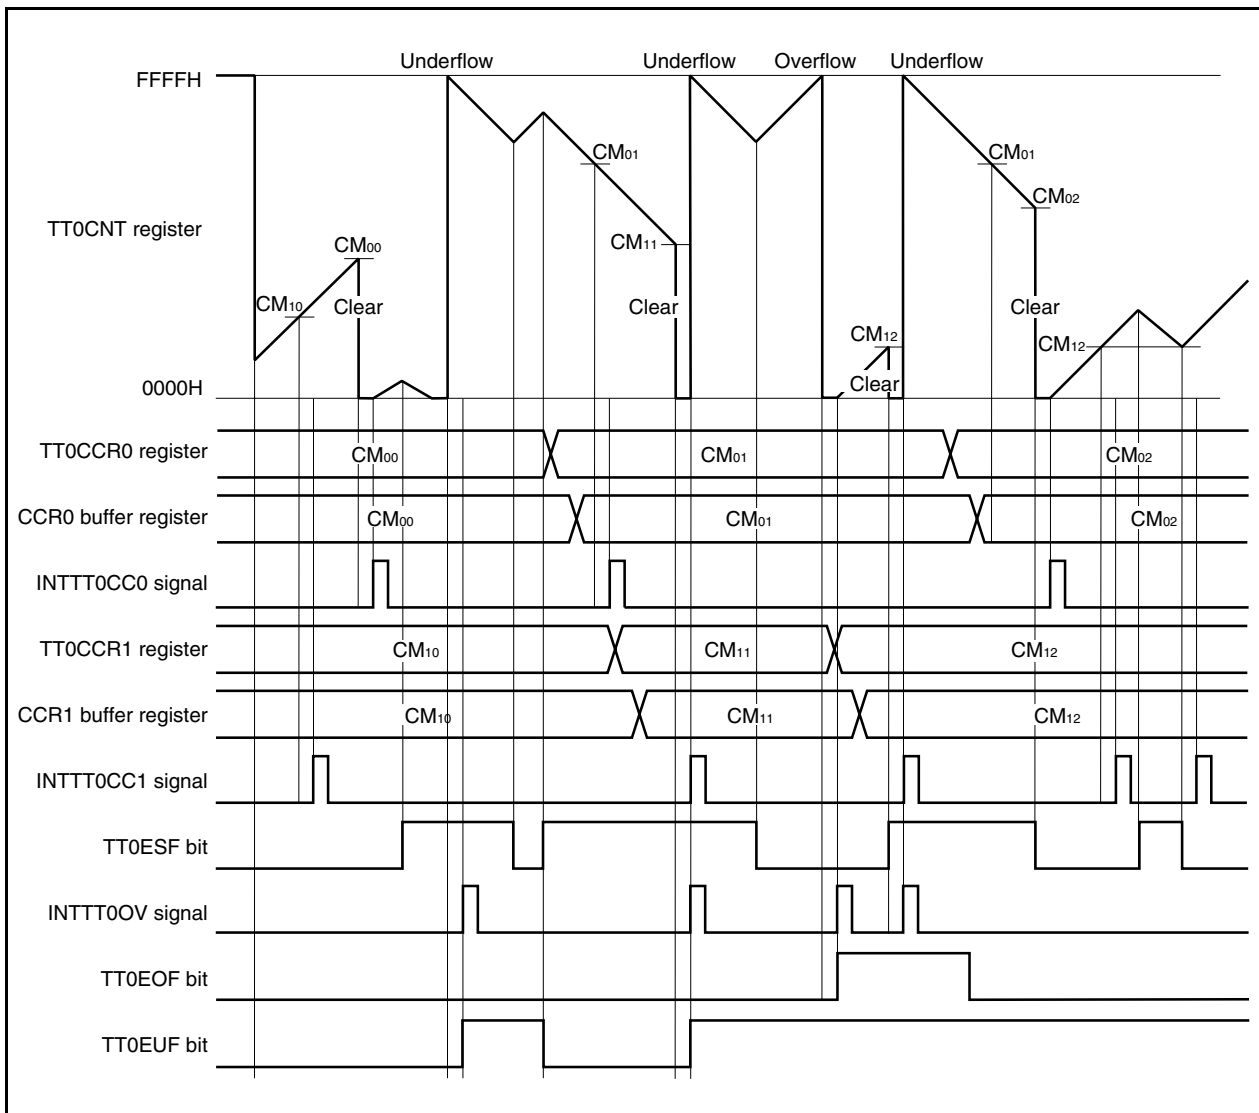 Underflow Underflow Overflow Underflow
FFFFH
CM01 CM01
CM02
TT0CNT register
CM00 CM11
CM10 Clear Clear Clear
CM12 CM12
Clear
0000H
TT0CCR0 register CM00 CM01 CM02
CCR0 buffer register CM00 CM01 CM02
INTTT0CC0 signal
TT0CCR1 register CM10 CM11 CM12
CCR1 buffer register CM10 CM11 CM12
INTTT0CC1 signal
TT0ESF bit
INTTT0OV signal
TT0EOF bit
TT0EUF bit